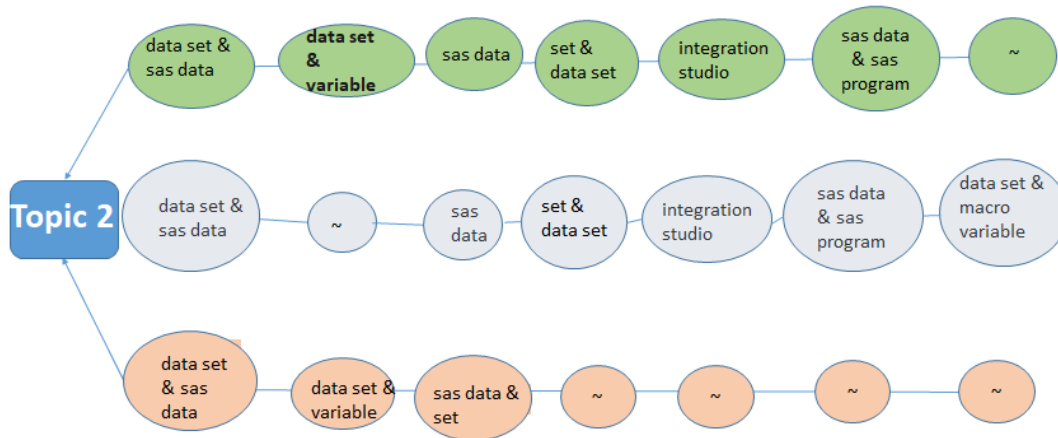 data set &
sas data
data set
&
variable
sas data
set &
data set
integration
studio
sas data
& sas
program
~
Topic 2
data set &
sas data
~
sas
data
set &
data set
integration
studio
sas data
& sas
program
data set &
macro
variable
data set
& sas
data
data set &
variable
sas data &
set
~
~
~
~